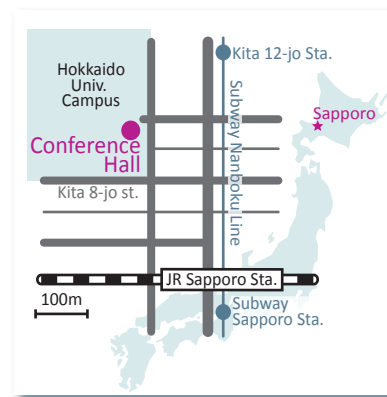 Kita 12-jo Sta.
Hokkaido
Univ.
Campus
Subway Nanboku Line
Sapporo
Conference
Hall
Kita 8-jo st.
JR Sapporo Sta.
100m
Subway
Sapporo Sta.